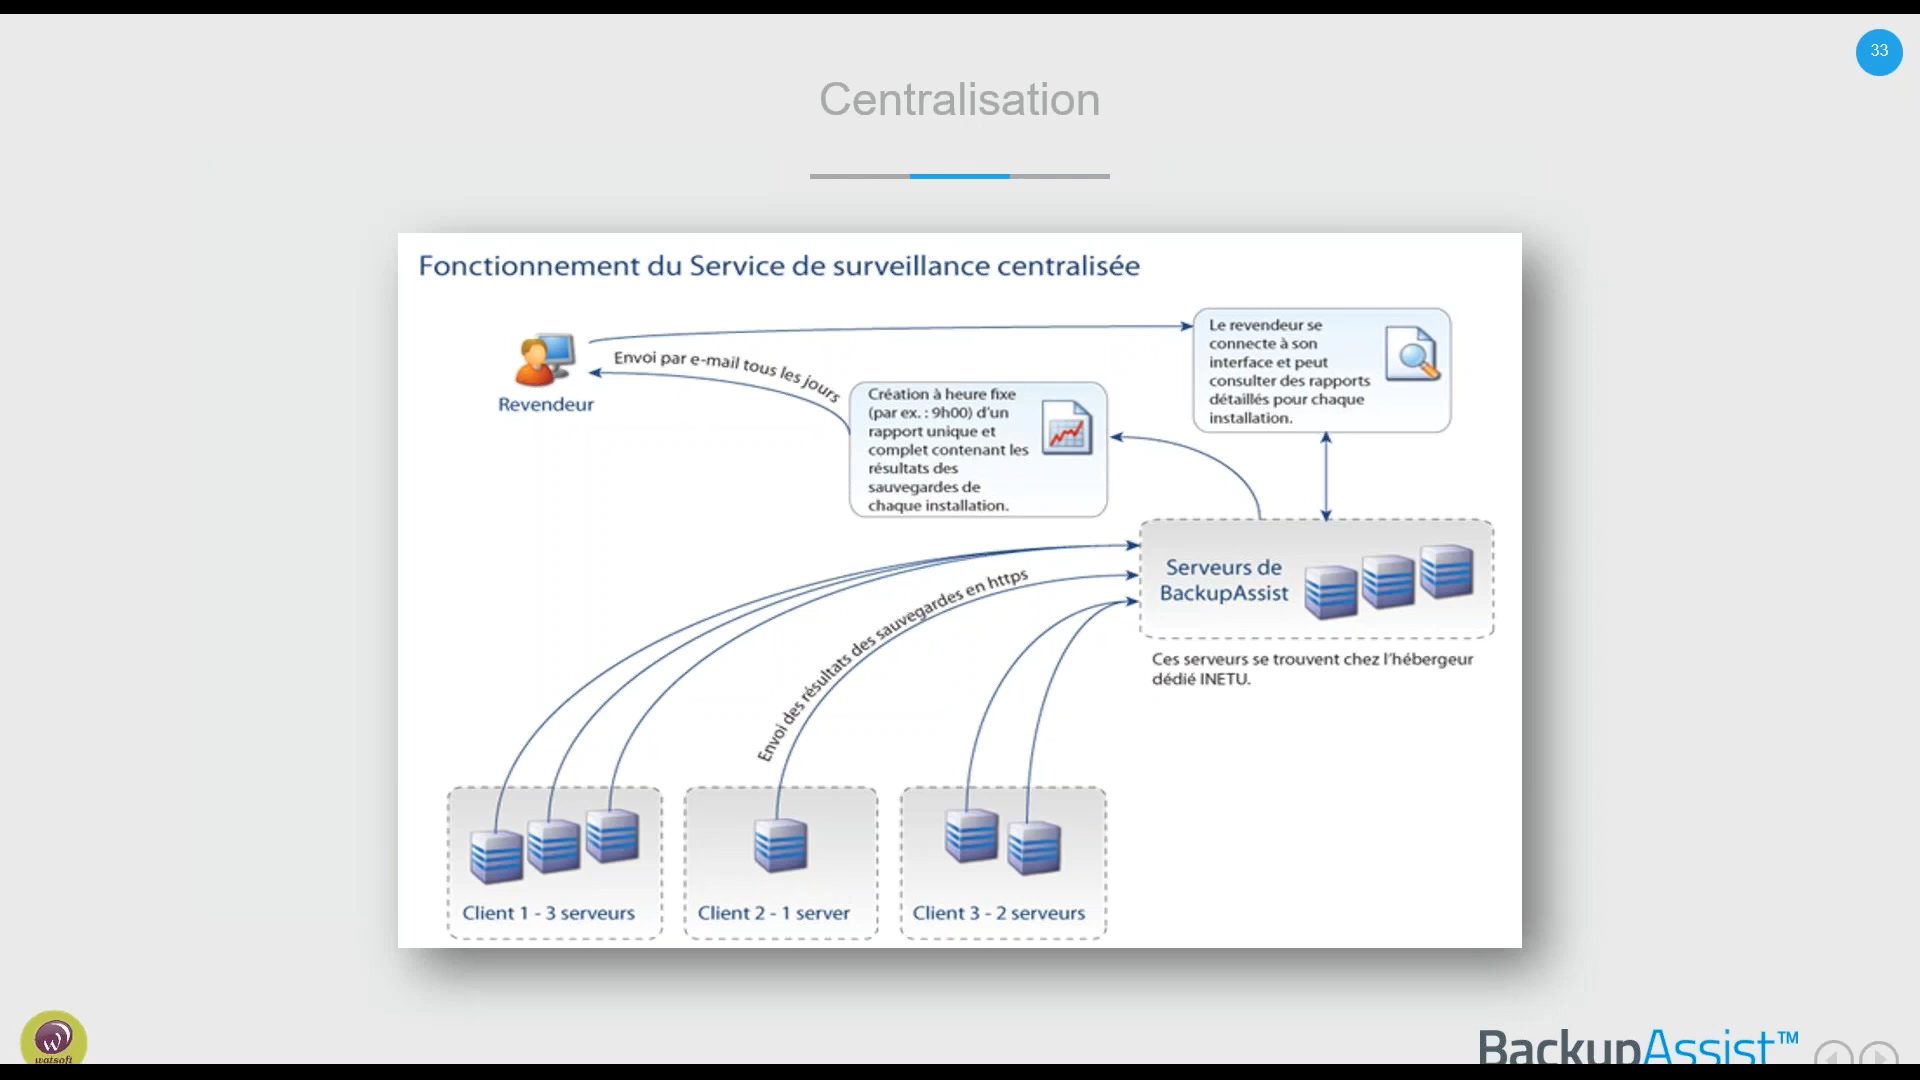 33
Centralisation
Fonctionnement du Service de surveillance centralisée
Revendeur
Envoi par e-mail tous les jours
Création à heure fixe
(par ex. : 9h00) d'un
rapport unique et
complet contenant les
résultats des
sauvegardes de
chaque installation.
Le revendeur se
connecte à son
interface et peut
consulter des rapports
détaillés pour chaque
installation.
Envoi des résultats des sauvegardes en https
Serveurs de
BackupAssist
Ces serveurs se trouvent chez l'hébergeur
dédié INETU.
Client 1 - 3 serveurs
Client 2 - 1 server
Client 3 - 2 serveurs
watsoft
BackupAssist™